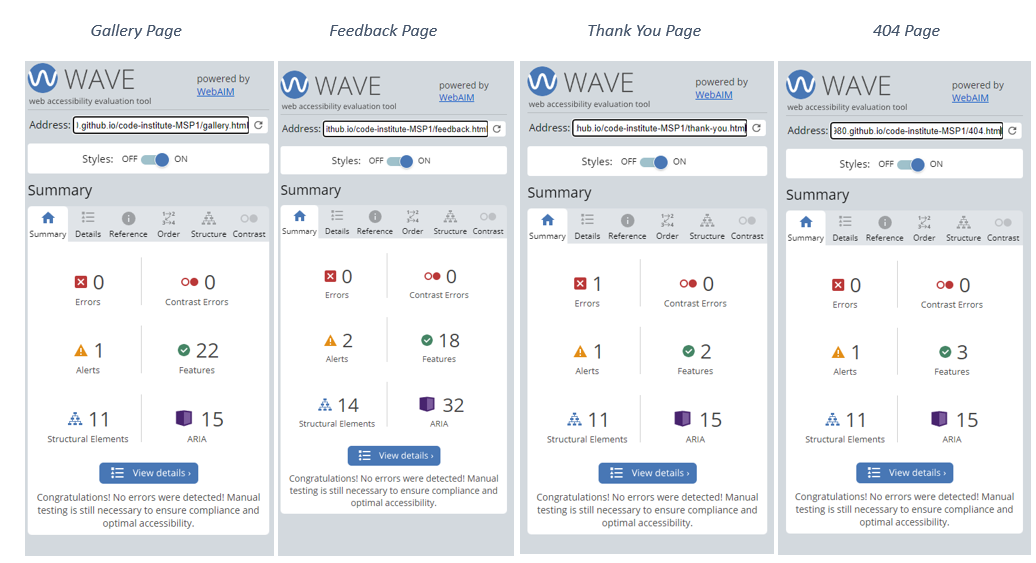 Gallery Page
WAVE
powered by
WebAIM
web accessibility evaluation tool
Address: ).github.io/code-institute-MSP1/gallery.html
Styles: OFF ON
Summary
Summary Details Reference Order Structure Contrast
0 0
Errors Contrast Errors
1 22
Alerts Features
11 15
Structural Elements ARIA
View details ›
Congratulations! No errors were detected! Manual
testing is still necessary to ensure compliance and
optimal accessibility.
Feedback Page
WAVE
powered by
WebAIM
web accessibility evaluation tool
Address: ithub.io/code-institute-MSP1/feedback.html
Styles: OFF ON
Summary
Summary Details Reference Order Structure Contrast
0 0
Errors Contrast Errors
2 18
Alerts Features
14 32
Structural Elements ARIA
View details ›
Congratulations! No errors were detected! Manual
testing is still necessary to ensure compliance and
optimal accessibility.
Thank You Page
WAVE
powered by
WebAIM
web accessibility evaluation tool
Address: hub.io/code-institute-MSP1/thank-you.html
Styles: OFF ON
Summary
Summary Details Reference Order Structure Contrast
1 0
Errors Contrast Errors
1 2
Alerts Features
11 15
Structural Elements ARIA
View details ›
Congratulations! No errors were detected! Manual
testing is still necessary to ensure compliance and
optimal accessibility.
404 Page
WAVE
powered by
WebAIM
web accessibility evaluation tool
Address: 980.github.io/code-institute-MSP1/404.html
Styles: OFF ON
Summary
Summary Details Reference Order Structure Contrast
0 0
Errors Contrast Errors
1 3
Alerts Features
11 15
Structural Elements ARIA
View details ›
Congratulations! No errors were detected! Manual
testing is still necessary to ensure compliance and
optimal accessibility.